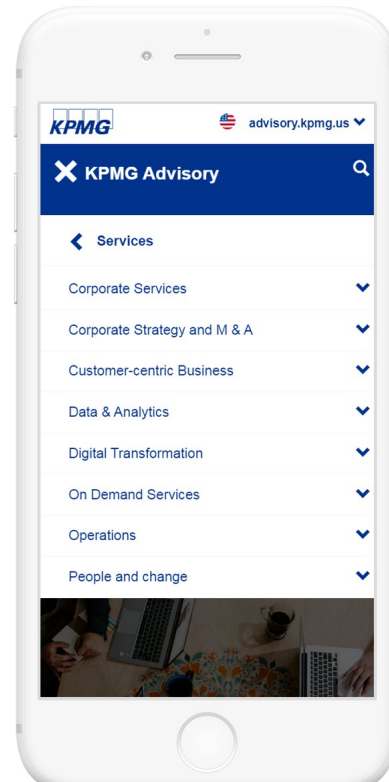 KPMG
advisory.kpmg.us
KPMG Advisory
Services
Corporate Services
Corporate Strategy and M & A
Customer-centric Business
Data & Analytics
Digital Transformation
On Demand Services
Operations
People and change